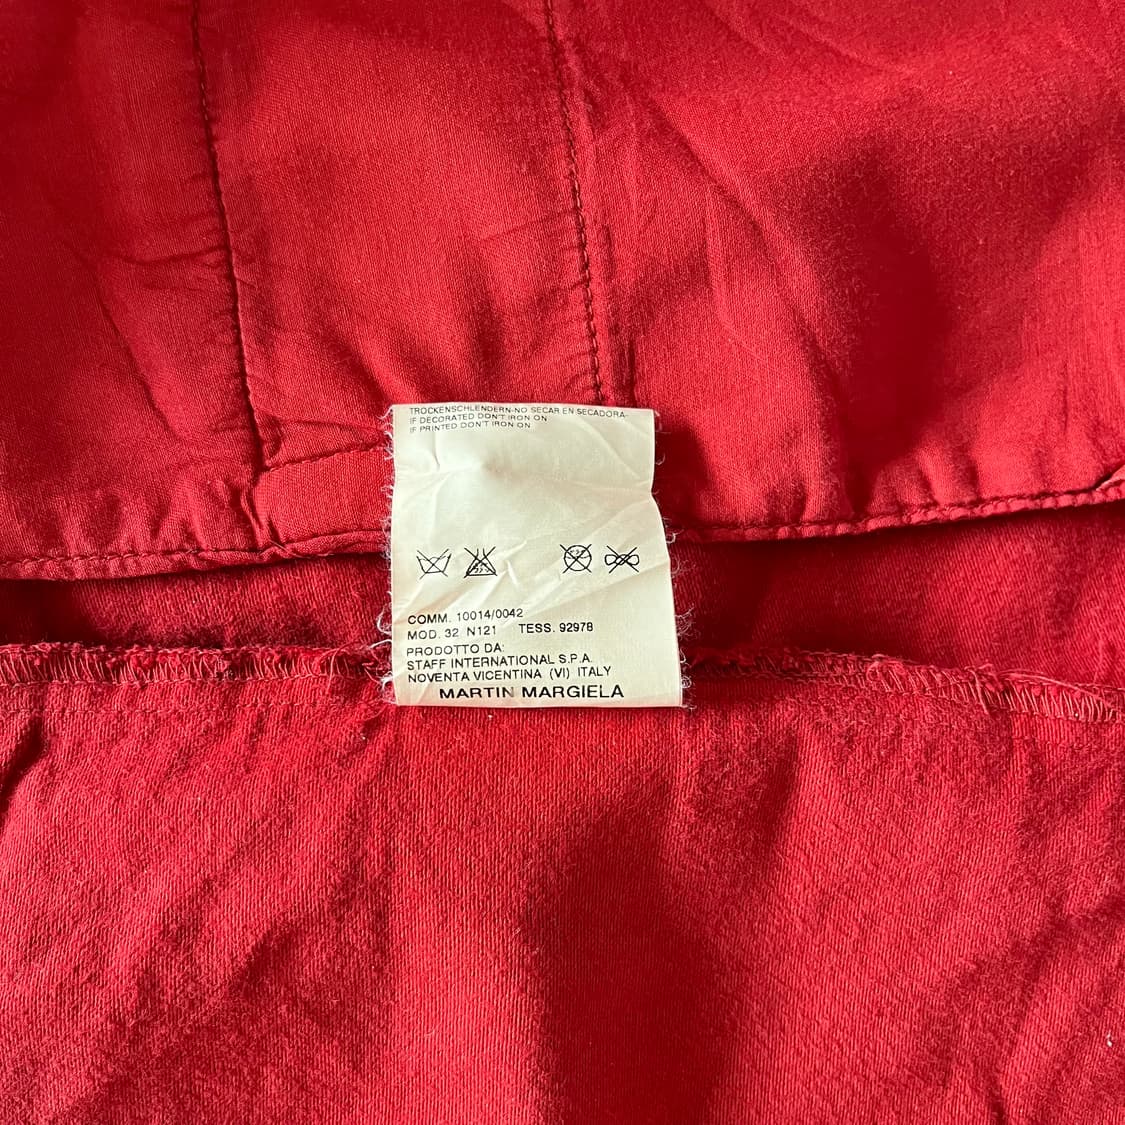 TROCKENSCHLENDERN-NO SECAR EN SECADORA-
IF DECORATED DON'T IRON ON
IF PRINTED DON'T IRON ON
COMM. 10014/0042
MOD. 32 N121 TESS. 92978
PRODOTTO DA:
STAFF INTERNATIONAL S.P.A.
NOVENTA VICENTINA (VI) ITALY
MARTIN MARGIELA